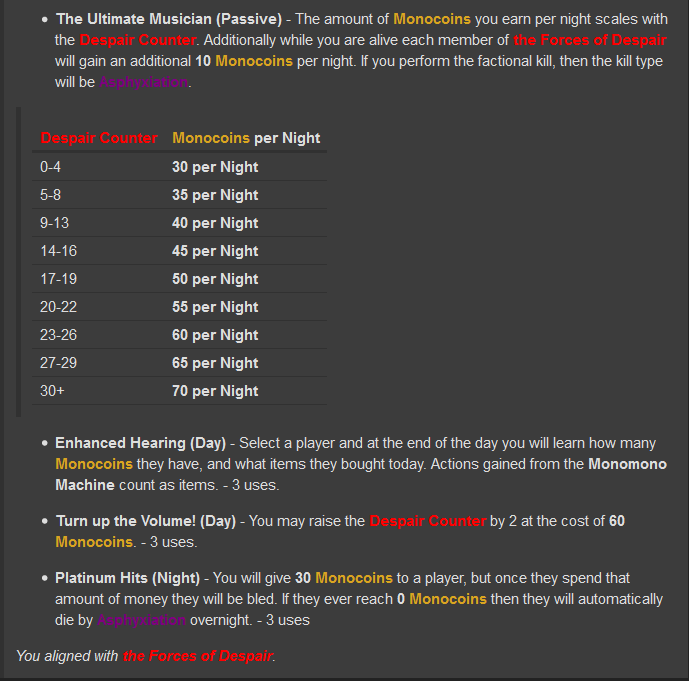 • The Ultimate Musician (Passive) - The amount of Monocoins you earn per night scales with
the Despair Counter. Additionally while you are alive each member of the Forces of Despair
will gain an additional 10 Monocoins per night. If you perform the factional kill, then the kill type
will be Asphyxiation.
Despair Counter Monocoins per Night
0-4 30 per Night
5-8 35 per Night
9-13 40 per Night
14-16 45 per Night
17-19 50 per Night
20-22 55 per Night
23-26 60 per Night
27-29 65 per Night
30+ 70 per Night
• Enhanced Hearing (Day) - Select a player and at the end of the day you will learn how many
Monocoins they have, and what items they bought today. Actions gained from the Monomono
Machine count as items. - 3 uses.
• Turn up the Volume! (Day) - You may raise the Despair Counter by 2 at the cost of 60
Monocoins. - 3 uses.
• Platinum Hits (Night) - You will give 30 Monocoins to a player, but once they spend that
amount of money they will be bled. If they ever reach 0 Monocoins then they will automatically
die by Asphyxiation overnight. - 3 uses
You aligned with the Forces of Despair.